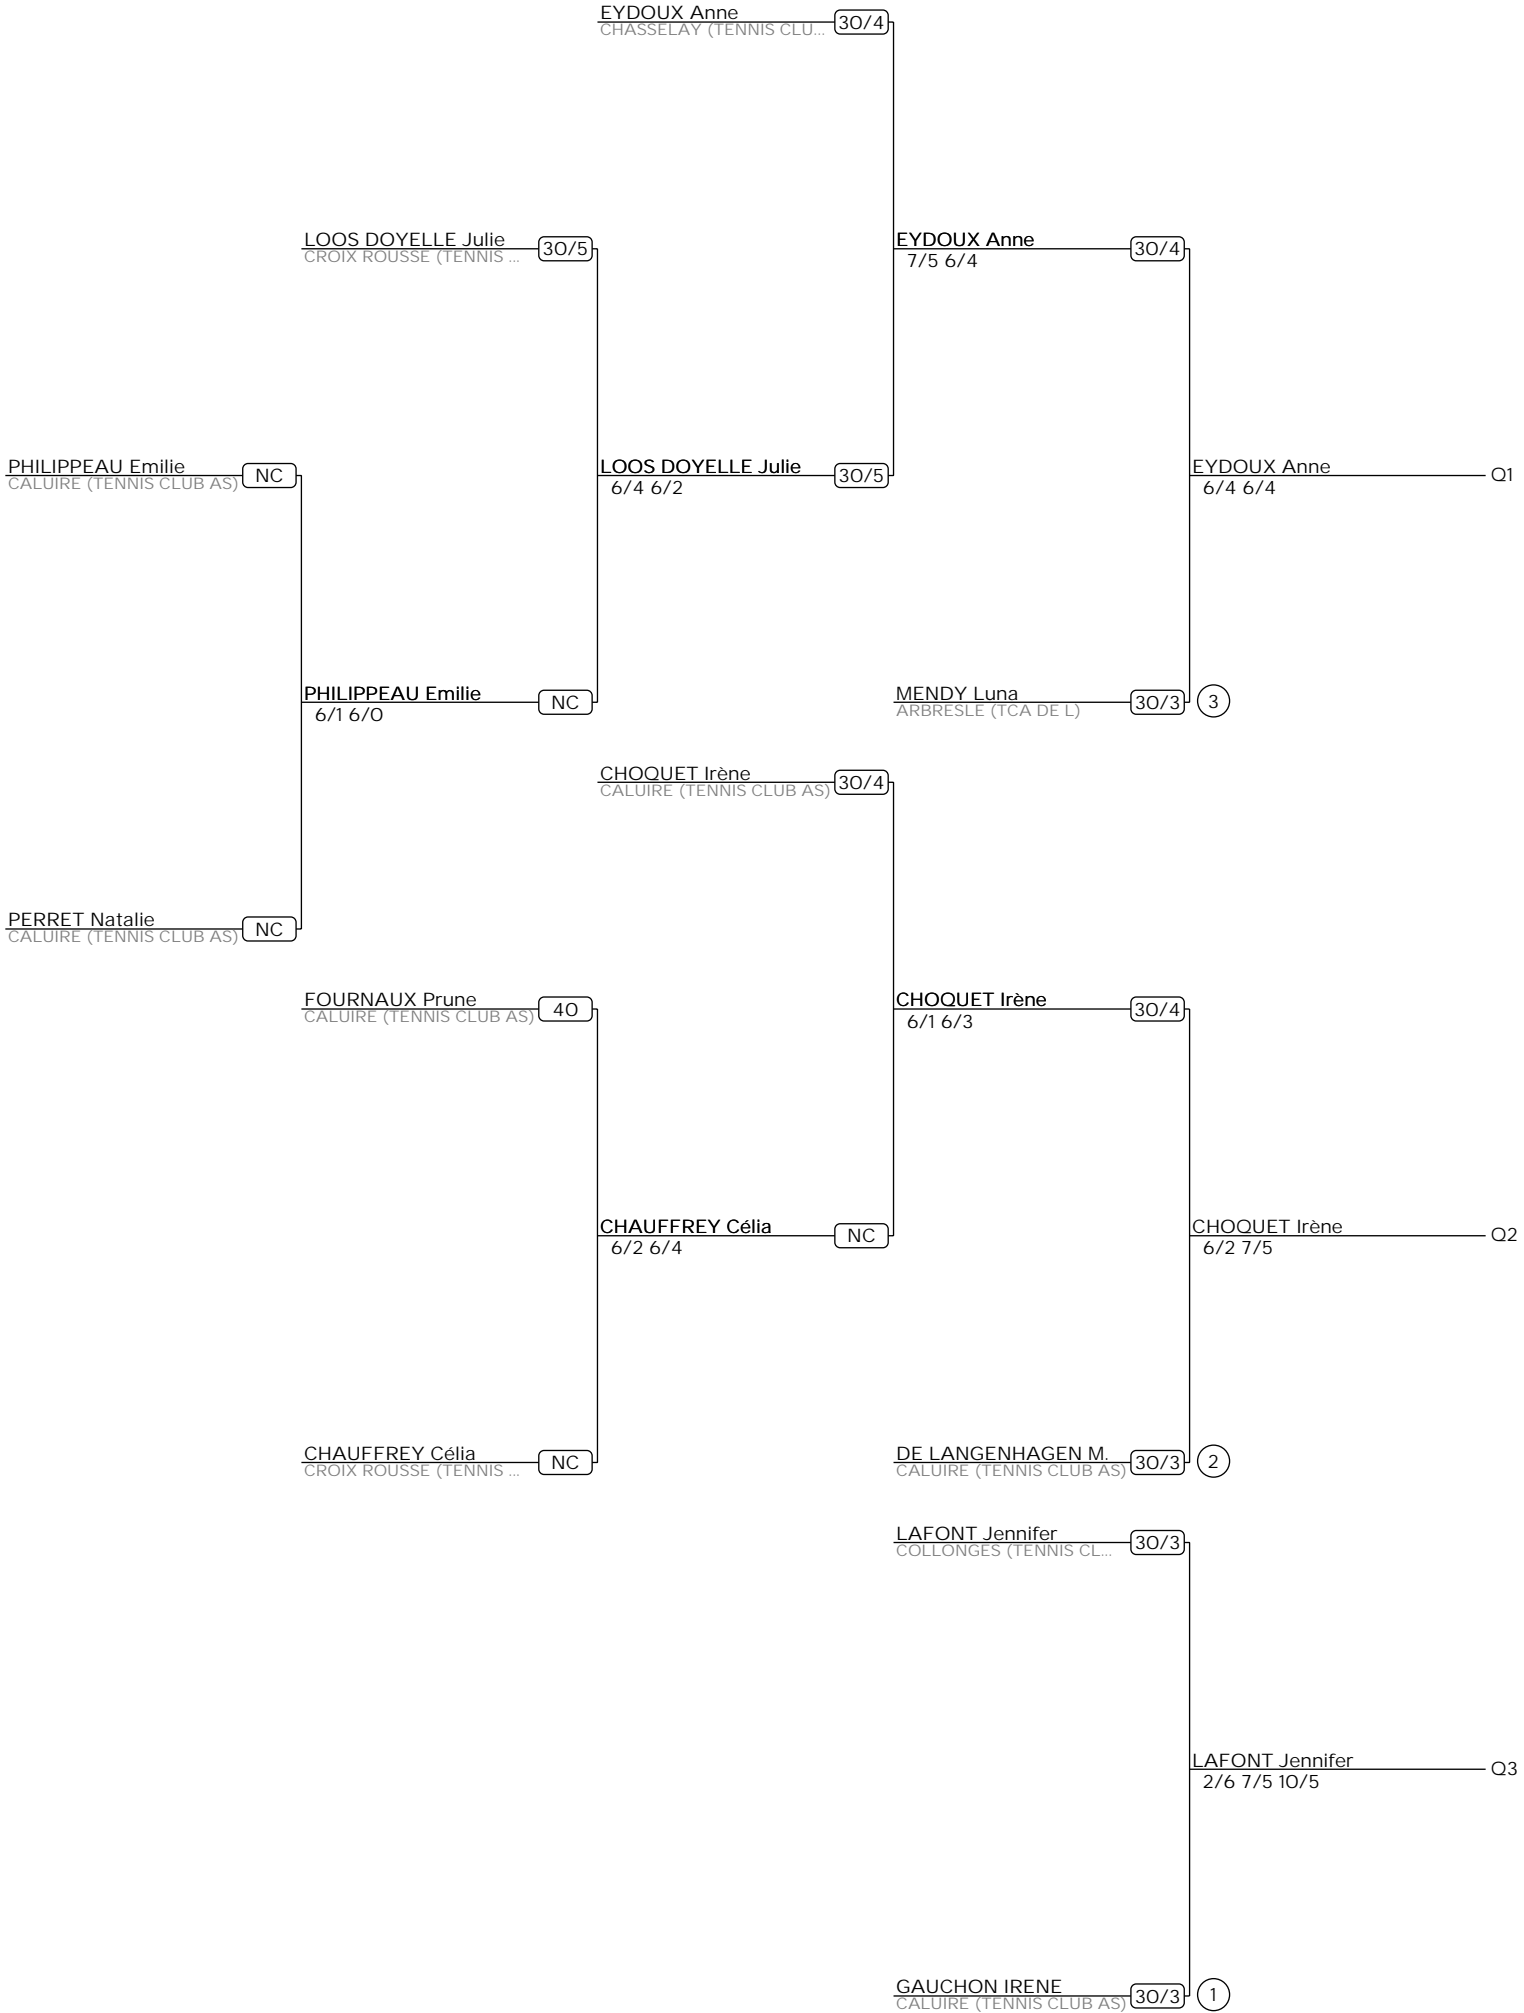 EYDOUX Anne 30/4
CHASSELAY (TENNIS CLU...
LOOS DOYELLE Julie 30/5
CROIX ROUSSE (TENNIS ...
EYDOUX Anne 30/4
7/5 6/4
PHILIPPEAU Emilie NC
CALUIRE (TENNIS CLUB AS)
LOOS DOYELLE Julie 30/5
6/4 6/2
EYDOUX Anne Q1
6/4 6/4
PHILIPPEAU Emilie NC
6/1 6/0
MENDY Luna 30/3 3
ARBRESLE (TCA DE L)
CHOQUET Irène 30/4
CALUIRE (TENNIS CLUB AS)
PERRET Natalie NC
CALUIRE (TENNIS CLUB AS)
FOURNAUX Prune 40
CALUIRE (TENNIS CLUB AS)
CHOQUET Irène 30/4
6/1 6/3
CHAUFFREY Célia NC
6/2 6/4
CHOQUET Irène Q2
6/2 7/5
CHAUFFREY Célia NC
CROIX ROUSSE (TENNIS ...
DE LANGENHAGEN M. 30/3 2
CALUIRE (TENNIS CLUB AS)
LAFONT Jennifer 30/3
COLLONGES (TENNIS CL...
LAFONT Jennifer Q3
2/6 7/5 10/5
GAUCHON IRENE 30/3 1
CALUIRE (TENNIS CLUB AS)